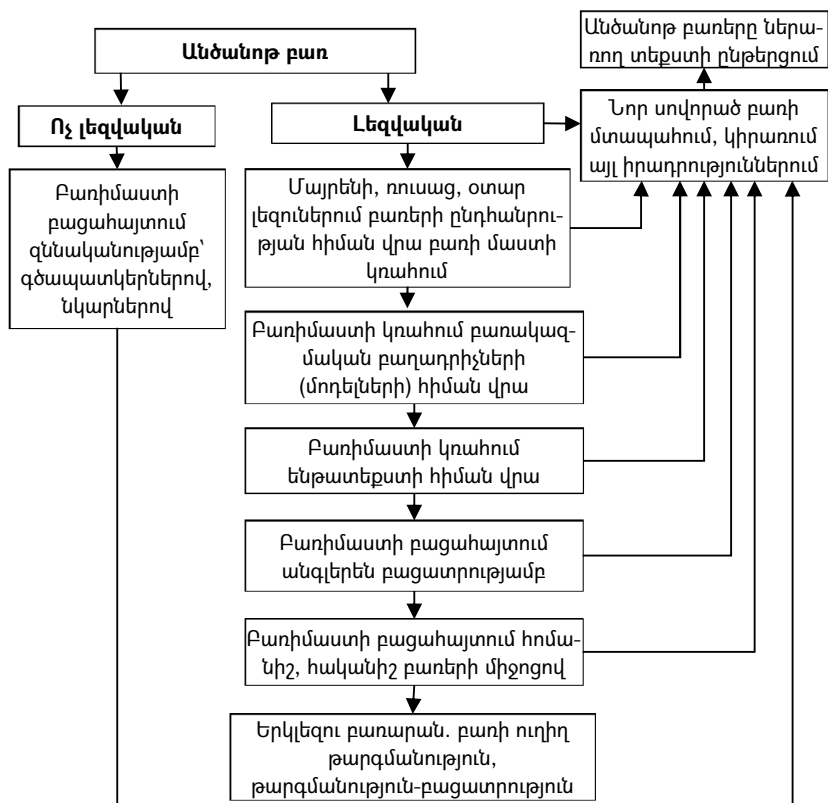 Անծանոթ բառ
Անծանոթ բառերը ներա-
ռող տեքստի ընթերցում
Ոչ լեզվական
Լեզվական
Նոր սովորած բառի
մտապահում, կիրառում
այլ իրադրություններում
Բառիմաստի
բացահայտում
զննականությամբ՝
գծապատկերներով,
նկարներով
Մայրենի, ռուսաց, օտար
լեզուներում բառերի ընդհանրու-
թյան հիման վրա բառի մաստի
կռահում
Բառիմաստի կռահում բառակազ-
մական բաղադրիչների
(մոդելների) հիման վրա
Բառիմաստի կռահում
ենթատեքստի հիման վրա
Բառիմաստի բացահայտում
անգլերեն բացատրությամբ
Բառիմաստի բացահայտում հոմա-
նիշ, հականիշ բառերի միջոցով
Երկլեզու բառարան. բառի ուղիղ
թարգմանություն,
թարգմանություն-բացատրություն